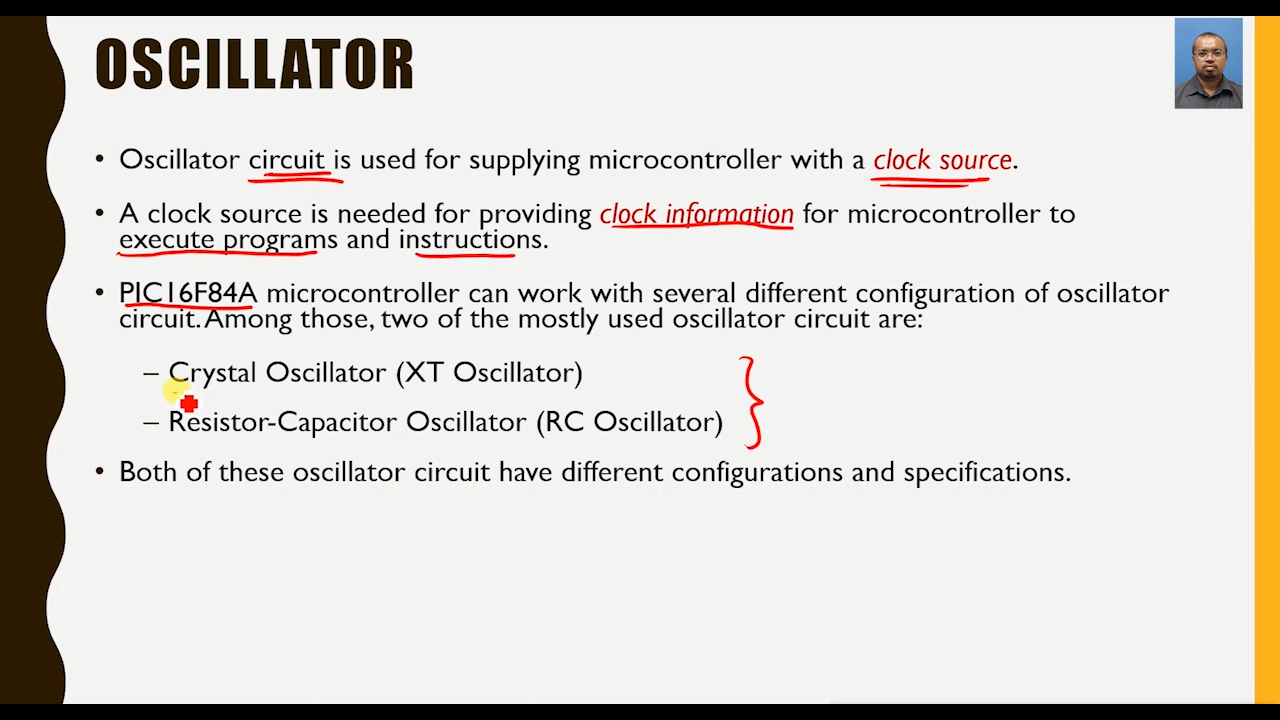 OSCILLATOR
• Oscillator circuit is used for supplying microcontroller with a clock source.
• A clock source is needed for providing clock information for microcontroller to
execute programs and instructions.
• PIC16F84A microcontroller can work with several different configuration of oscillator
circuit. Among those, two of the mostly used oscillator circuit are:
– Crystal Oscillator (XT Oscillator)
– Resistor-Capacitor Oscillator (RC Oscillator)
• Both of these oscillator circuit have different configurations and specifications.